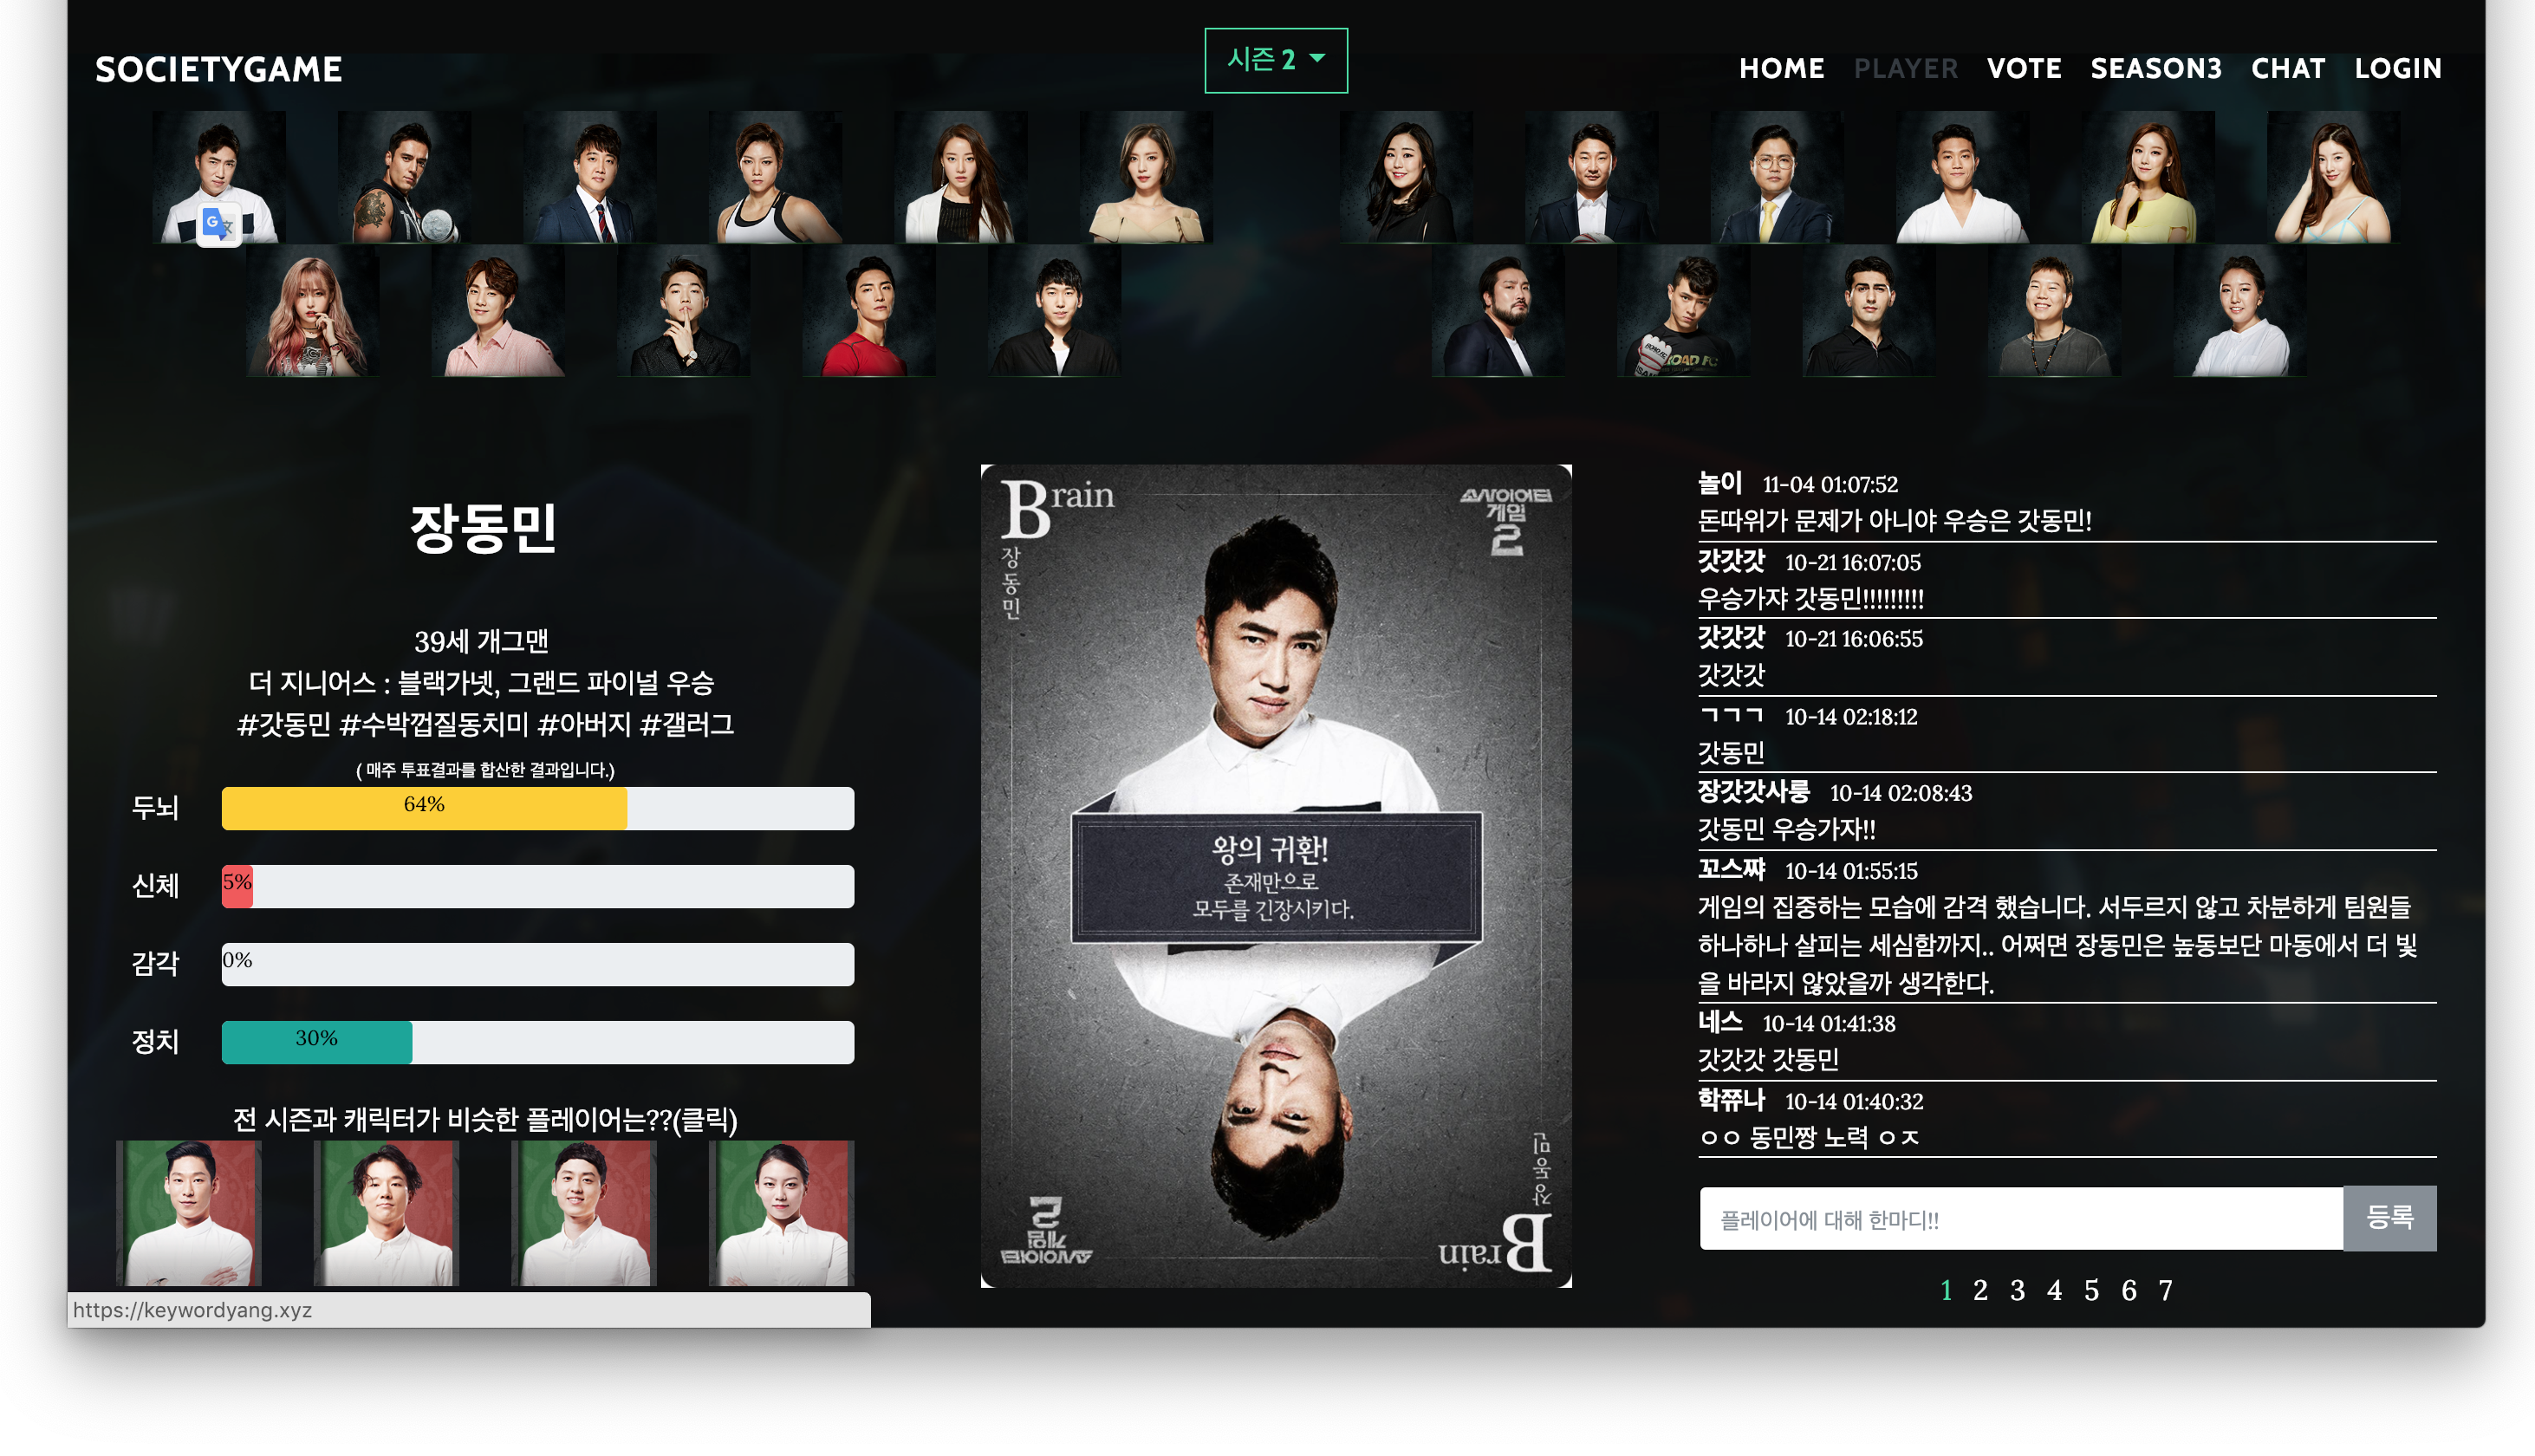 SOCIETYGAME
시즌 2
HOME PLAYER VOTE SEASON3 CHAT LOGIN
장동민
39세 개그맨
더 지니어스 : 블랙가넷, 그랜드 파이널 우승
#갓동민 #수박껍질동치미 #아버지 #갤러그
( 매주 투표결과를 합산한 결과입니다.)
두뇌 64%
신체 5%
감각 0%
정치 30%
전 시즌과 캐릭터가 비슷한 플레이어는??(클릭)
https://keywordyang.xyz
Brain
장동민
소사이어티
게임
2
왕의 귀환!
존재만으로
모두를 긴장시키다.
장동민
Brain
소사이어티
게임
2
놀이 11-04 01:07:52
돈따위가 문제가 아니야 우승은 갓동민!
갓갓갓 10-21 16:07:05
우승가쟈 갓동민!!!!!!!!!
갓갓갓 10-21 16:06:55
갓갓갓
ㄱㄱㄱ 10-14 02:18:12
갓동민
장갓갓사룽 10-14 02:08:43
갓동민 우승가자!!
꼬스쨔 10-14 01:55:15
게임의 집중하는 모습에 감격 했습니다. 서두르지 않고 차분하게 팀원들
하나하나 살피는 세심함까지.. 어쩌면 장동민은 높동보단 마동에서 더 빛
을 바라지 않았을까 생각한다.
네스 10-14 01:41:38
갓갓갓 갓동민
학쮸나 10-14 01:40:32
ㅇㅇ 동민짱 노력 ㅇㅈ
플레이어에 대해 한마디!!
등록
1 2 3 4 5 6 7